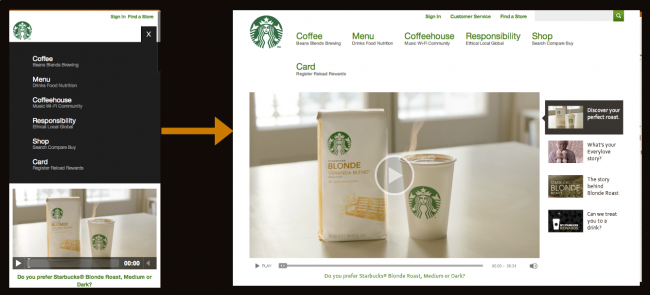 Sign In Find a Store
X
Coffee
Beans Blends Brewing
Menu
Drinks Food Nutrition
Coffeehouse
Music Wi-Fi Community
Responsibility
Ethical Local Global
Shop
Search Compare Buy
Card
Register Reload Rewards
BLONDE
00:00
Do you prefer Starbucks® Blonde Roast, Medium or
Dark?
Sign In Customer Service Find a Store
Coffee Menu Coffeehouse Responsibility Shop
Beans Blends Brewing Drinks Food Nutrition Music Wi-Fi Community Ethical Local Global Search Compare Buy
Card
Register Reload Rewards
STARBUCKS
BLONDE
VERANDA BLEND
Discover your
perfect roast.
What's your
Everylove
story?
BLONDE
The story
behind
Blonde Roast
Can we treat
you to a
drink?
PLAY
Do you prefer Starbucks® Blonde Roast, Medium or
Dark?